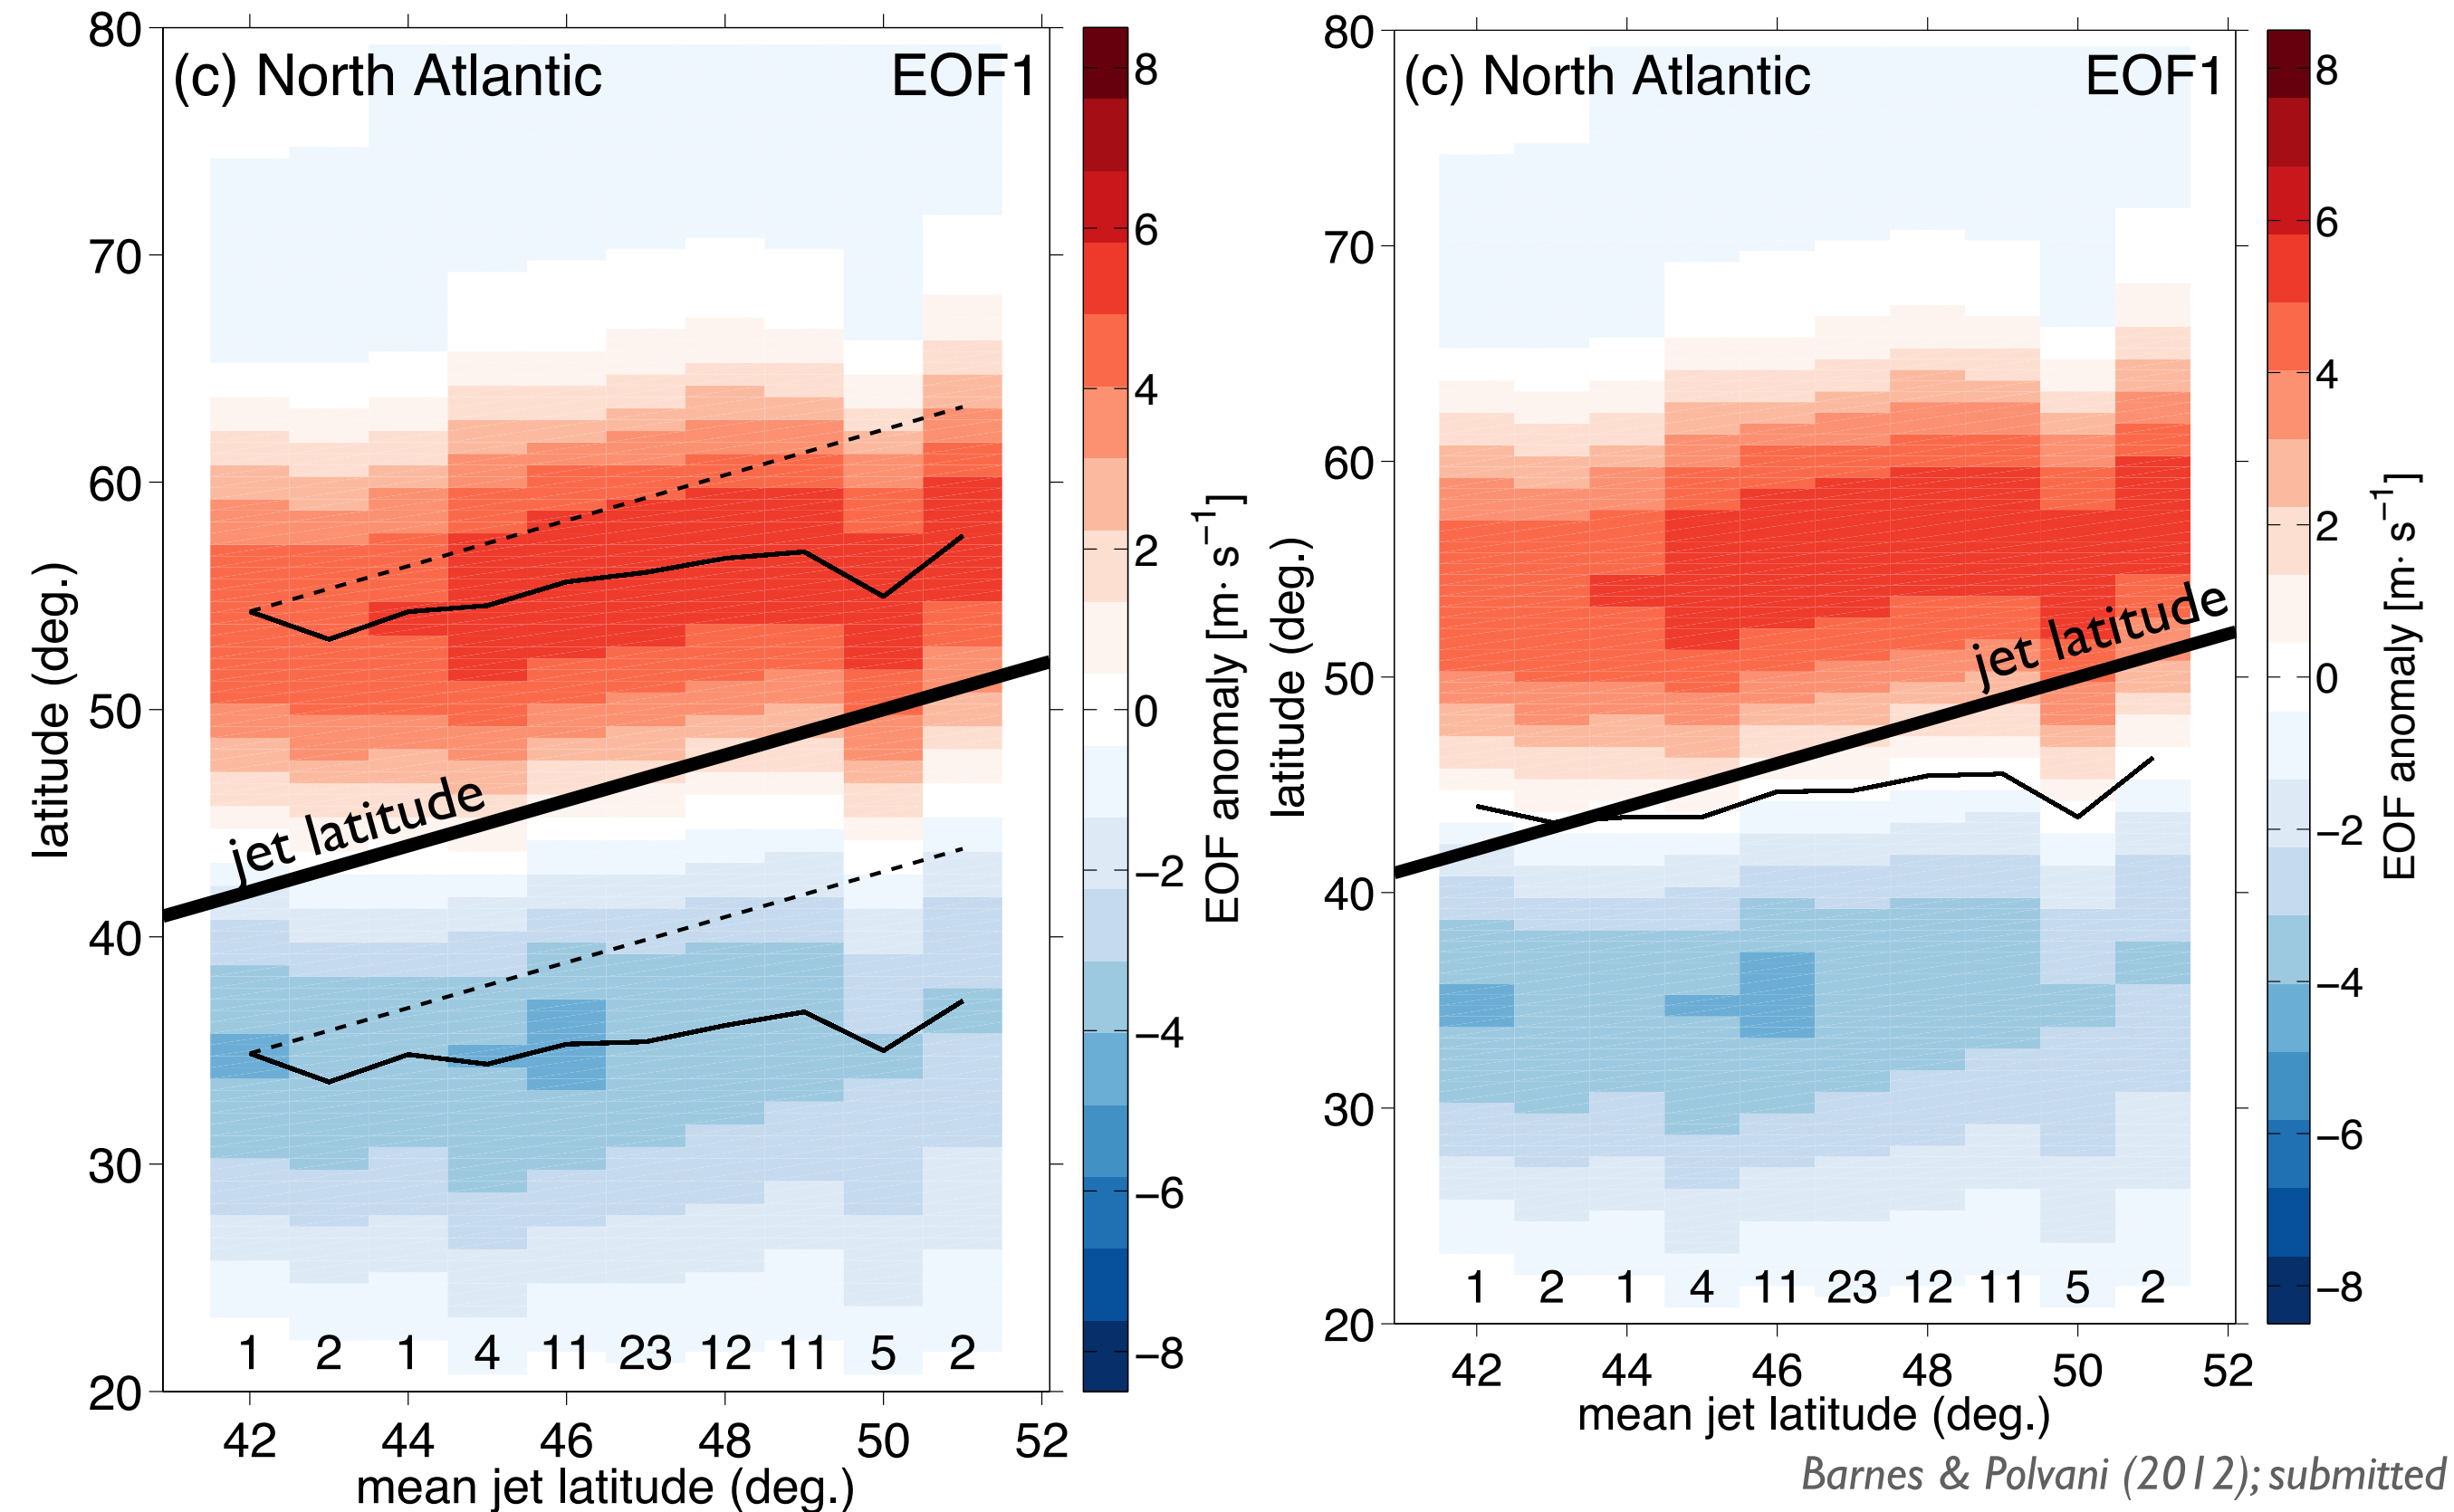 (c) North Atlantic EOF1
80
70
60
50
40
30
20
latitude (deg.)
jet latitude
1 2 1 4 11 23 12 11 5 2
42 44 46 48 50 52
mean jet latitude (deg.)
8
6
4
2
0
−2
−4
−6
−8
EOF anomaly [m· s−1]
(c) North Atlantic EOF1
80
70
60
50
40
30
20
latitude (deg.)
jet latitude
1 2 1 4 11 23 12 11 5 2
42 44 46 48 50 52
mean jet latitude (deg.)
8
6
4
2
0
−2
−4
−6
−8
EOF anomaly [m· s−1]
Barnes & Polvani (2012); submitted